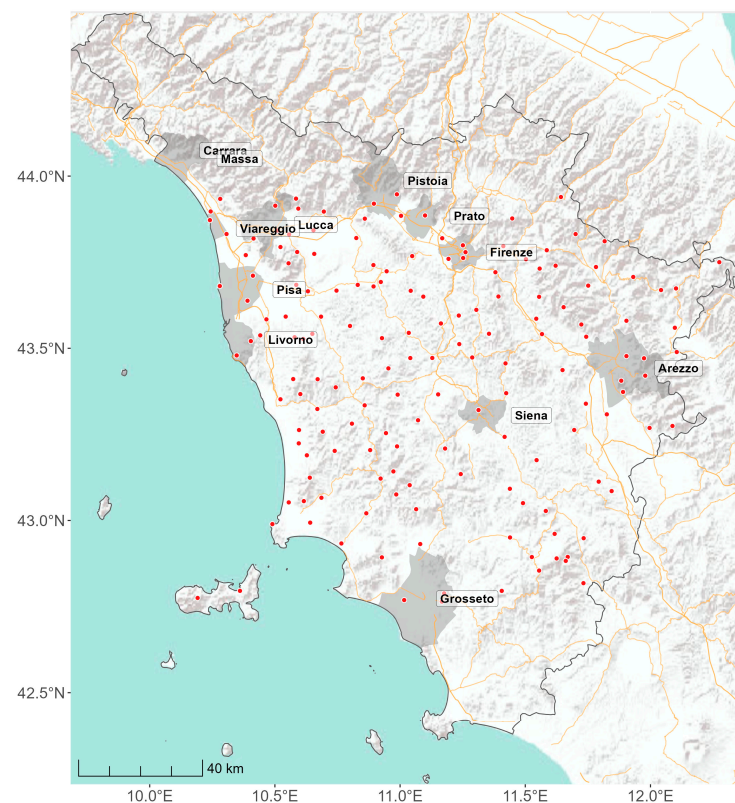 44.0°N
43.5°N
43.0°N
42.5°N
Carrara
Massa
Pistoia
Prato
Viareggio
Lucca
Firenze
Pisa
Livorno
Arezzo
Siena
Grosseto
40 km
10.0°E
10.5°E
11.0°E
11.5°E
12.0°E